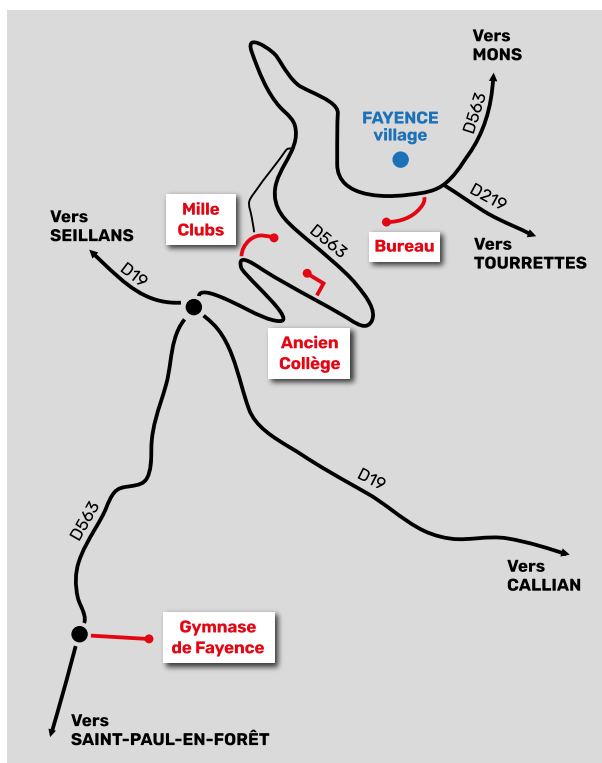 Vers
MONS
D563
FAYENCE
village
D219
Mille
Clubs
Vers
SEILLANS
D563
Bureau
Vers
TOURRETTES
D19
Ancien
Collège
D19
D563
Vers
CALLIAN
Gymnase
de Fayence
Vers
SAINT-PAUL-EN-FORÊT